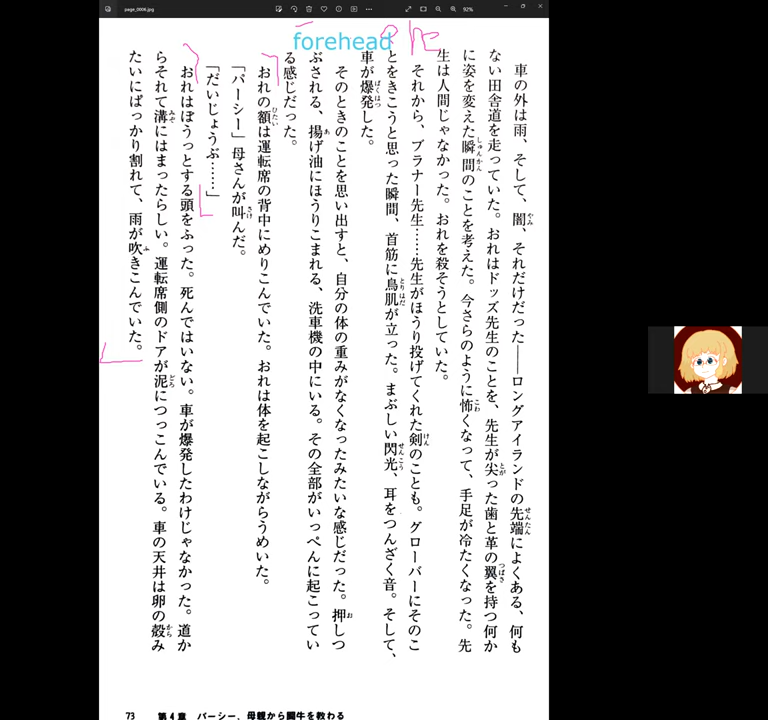 page_0006.jpg
92%
forehead
車の外は雨、そして、闇、それだけだった――ロングアイランドの先端によくある、何も
ない田舎道を走っていた。おれはドッズ先生のことを、先生が尖った歯と革の翼を持つ何か
に姿を変えた瞬間のことを考えた。今さらのように怖くなって、手足が冷たくなった。先
生は人間じゃなかった。おれを殺そうとしていた。
それから、ブラナー先生……先生がほうり投げてくれた剣のことも。グローバーにそのこ
とをきこうと思った瞬間、首筋に鳥肌が立った。まぶしい閃光、耳をつんざく音。そして、
車が爆発した。
そのときのことを思い出すと、自分の体の重みがなくなったみたいな感じだった。押しつ
ぶされる、揚げ油にほうりこまれる、洗車機の中にいる。その全部がいっぺんに起こってい
る感じだった。
おれの額は運転席の背中にめりこんでいた。おれは体を起こしながらうめいた。
「パーシー」母さんが叫んだ。
「だいじょうぶ……」
おれはぼうっとする頭をふった。死んではいない。車が爆発したわけじゃなかった。道か
らそれて溝にはまったらしい。運転席側のドアが泥につっこんでいる。車の天井は卵の殻み
たいにぱっかり割れて、雨が吹きこんでいた。
73 第4章 パーシー、母親から闘牛を教わる